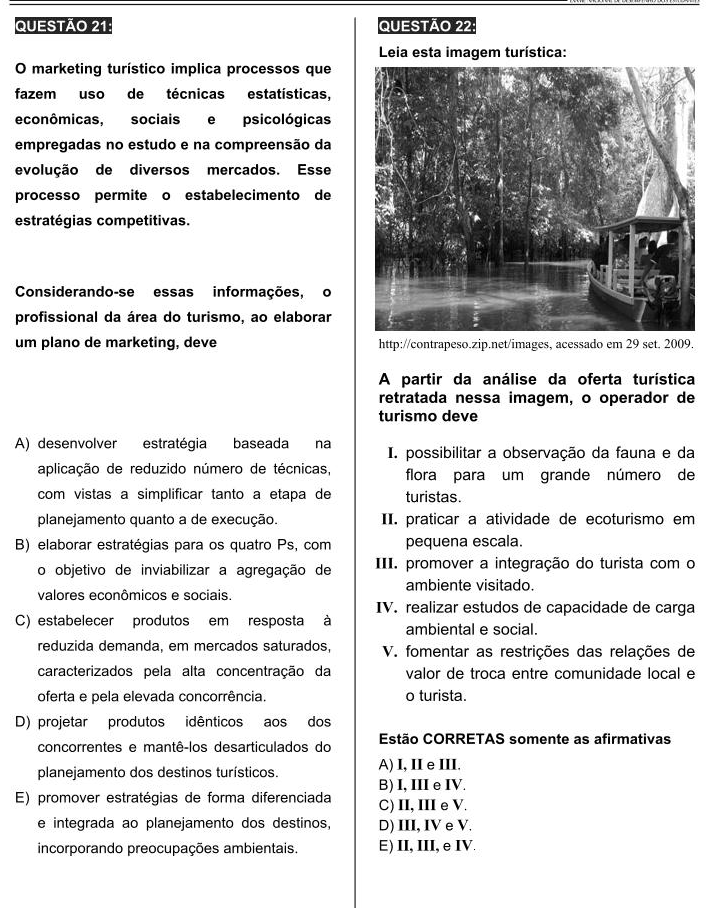 QUESTÃO 21:
O marketing turístico implica processos que
fazem uso de técnicas estatísticas,
econômicas, sociais e psicológicas
empregadas no estudo e na compreensão da
evolução de diversos mercados. Esse
processo permite o estabelecimento de
estratégias competitivas.
Considerando-se essas informações, o
profissional da área do turismo, ao elaborar
um plano de marketing, deve
A) desenvolver estratégia baseada na
aplicação de reduzido número de técnicas,
com vistas a simplificar tanto a etapa de
planejamento quanto a de execução.
B) elaborar estratégias para os quatro Ps, com
o objetivo de inviabilizar a agregação de
valores econômicos e sociais.
C) estabelecer produtos em resposta à
reduzida demanda, em mercados saturados,
caracterizados pela alta concentração da
oferta e pela elevada concorrência.
D) projetar produtos idênticos aos dos
concorrentes e mantê-los desarticulados do
planejamento dos destinos turísticos.
E) promover estratégias de forma diferenciada
e integrada ao planejamento dos destinos,
incorporando preocupações ambientais.
QUESTÃO 22:
Leia esta imagem turística:
http://contrapeso.zip.net/images, acessado em 29 set. 2009.
A partir da análise da oferta turística
retratada nessa imagem, o operador de
turismo deve
I. possibilitar a observação da fauna e da
flora para um grande número de
turistas.
II. praticar a atividade de ecoturismo em
pequena escala.
III. promover a integração do turista com o
ambiente visitado.
IV. realizar estudos de capacidade de carga
ambiental e social.
V. fomentar as restrições das relações de
valor de troca entre comunidade local e
o turista.
Estão CORRETAS somente as afirmativas
A) I, II e III.
B) I, III e IV.
C) II, III e V.
D) III, IV e V.
E) II, III, e IV.